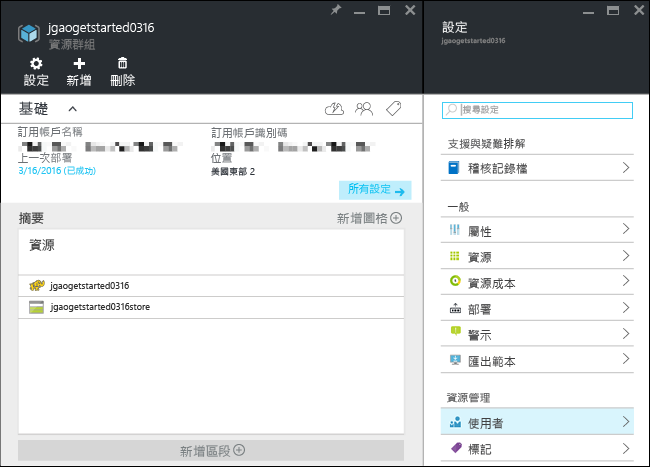 jgaogetstarted0316
資源群組
設定
新增
刪除
基礎
訂用帳戶名稱
訂用帳戶識別碼
上一次部署
3/16/2016 (已成功)
位置
美國東部 2
所有設定
摘要
新增圖格
資源
jgaogetstarted0316
jgaogetstarted0316store
新增區段
設定
jgaogetstarted0316
搜尋設定
支援與疑難排解
稽核記錄檔
一般
屬性
資源
資源成本
部署
警示
匯出範本
資源管理
使用者
標記